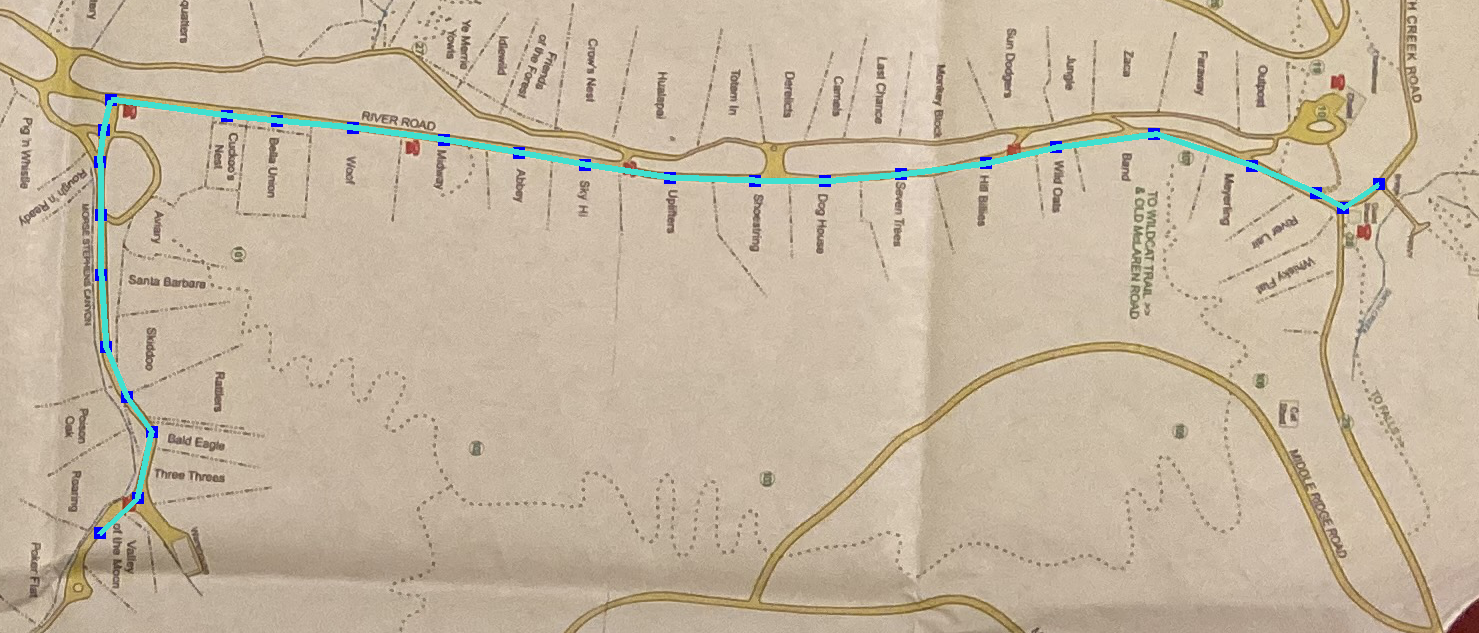 quatters
Ye Merrie
Yowls
Idlewild
Friends
of the Forest
Crow's Nest
Hualapai
Totem In
Derelicts
Camels
Last Chance
Monkey Block
Sun Dodgers
Jungle
Zaca
Faraway
Outpost
H CREEK ROAD
27
RIVER ROAD
Pig 'n Whistle
Rough 'n Ready
Cuckoo's
Nest
Bella Union
Woof
Midway
Abbey
Sky Hi
Uplifters
Shoestring
Dog House
Seven Trees
Hill Billies
Wild Oats
Band
Meyerling
River Lair
Whisky Flat
TO WILDCAT TRAIL >>
& OLD McLAREN ROAD
MORSE STEPHENS CANYON
Aviary
Santa Barbara
Skiddoo
Rattlers
Poison
Oak
Bald Eagle
Three Threes
Roaring
Valley
of the Moon
Poker Flat
TO FALLS >>
MIDDLE RIDGE ROAD